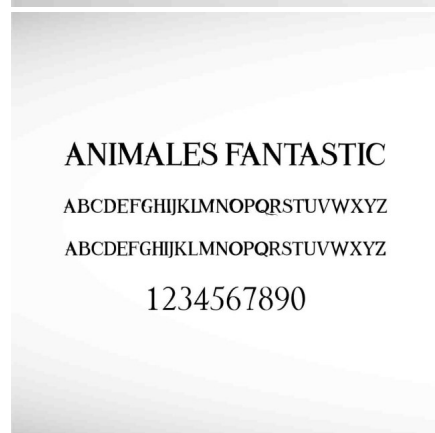 ANIMALES FANTASTIC
ABCDEFGHIJKLMNOPQRSTUVWXYZ
ABCDEFGHIJKLMNOPQRSTUVWXYZ
1234567890